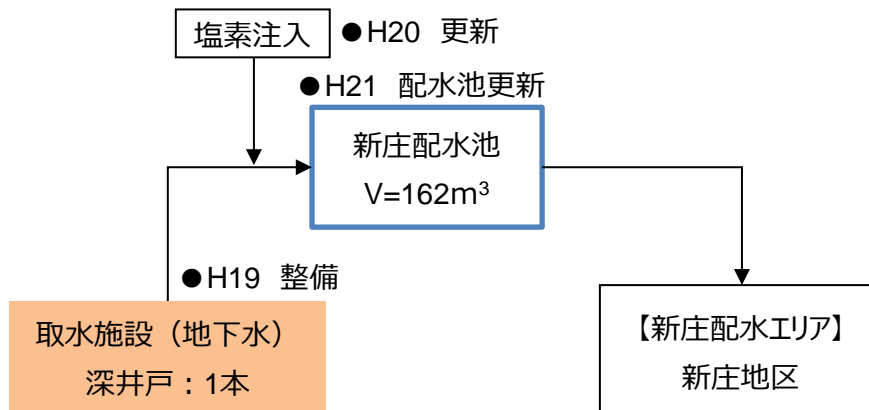 塩素注入
●H20 更新
●H21 配水池更新
新庄配水池
V=162m³
●H19 整備
取水施設（地下水）
深井戸：1本
【新庄配水エリア】
新庄地区